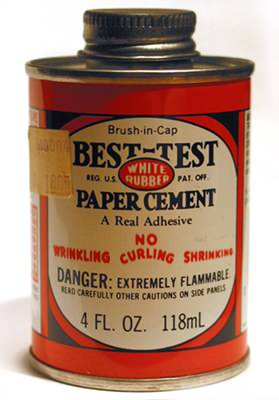 Brush-in-Cap
BEST-TEST
REG. U.S. WHITE RUBBER PAT. OFF.
PAPER CEMENT
A Real Adhesive
NO
WRINKLING CURLING SHRINKING
DANGER: EXTREMELY FLAMMABLE.
READ CAREFULLY OTHER CAUTIONS ON SIDE PANELS.
4 FL. OZ. 118mL